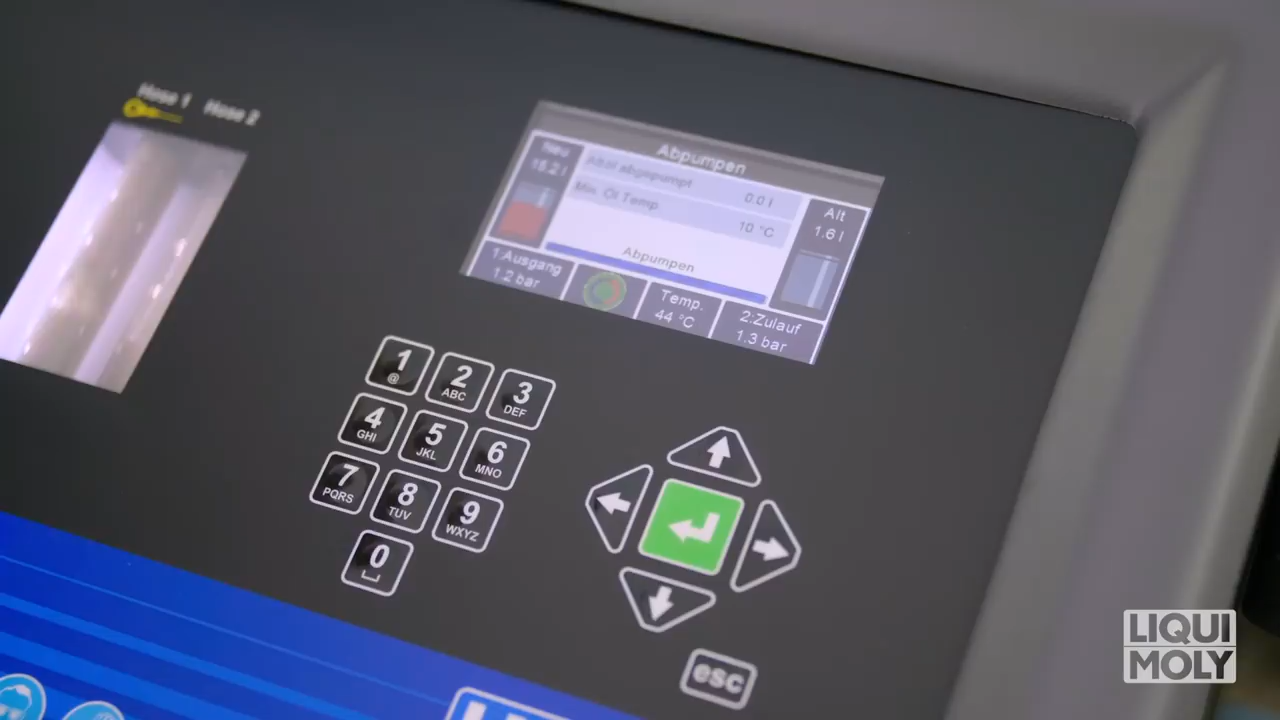 Hose 1 Hose 2
Abpumpen
Neu
15.2 l
Altöl abgepumpt
0.0 l
Min. Öl Temp.
10 °C
Abpumpen
Alt
1.6 l
1:Ausgang
1.2 bar
Temp.
44 °C
2:Zulauf
1.3 bar
1
@
2
ABC
3
DEF
4
GHI
5
JKL
6
MNO
7
PQRS
8
TUV
9
WXYZ
0
esc
LIQUI
MOLY